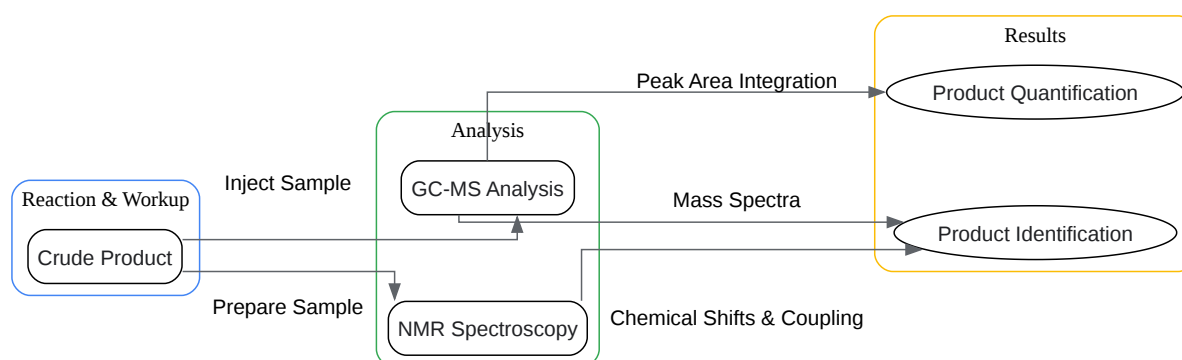 Reaction & Workup
Crude Product
Inject Sample
Prepare Sample
Analysis
GC-MS Analysis
NMR Spectroscopy
Peak Area Integration
Mass Spectra
Chemical Shifts & Coupling
Results
Product Quantification
Product Identification